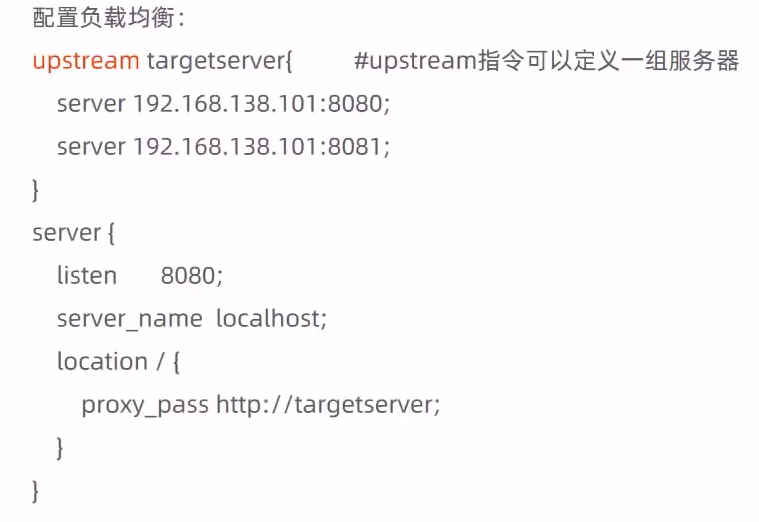 配置负载均衡：
upstream targetserver{ #upstream指令可以定义一组服务器
server 192.168.138.101:8080;
server 192.168.138.101:8081;
}
server {
listen 8080;
server_name localhost;
location / {
proxy_pass http://targetserver;
}
}